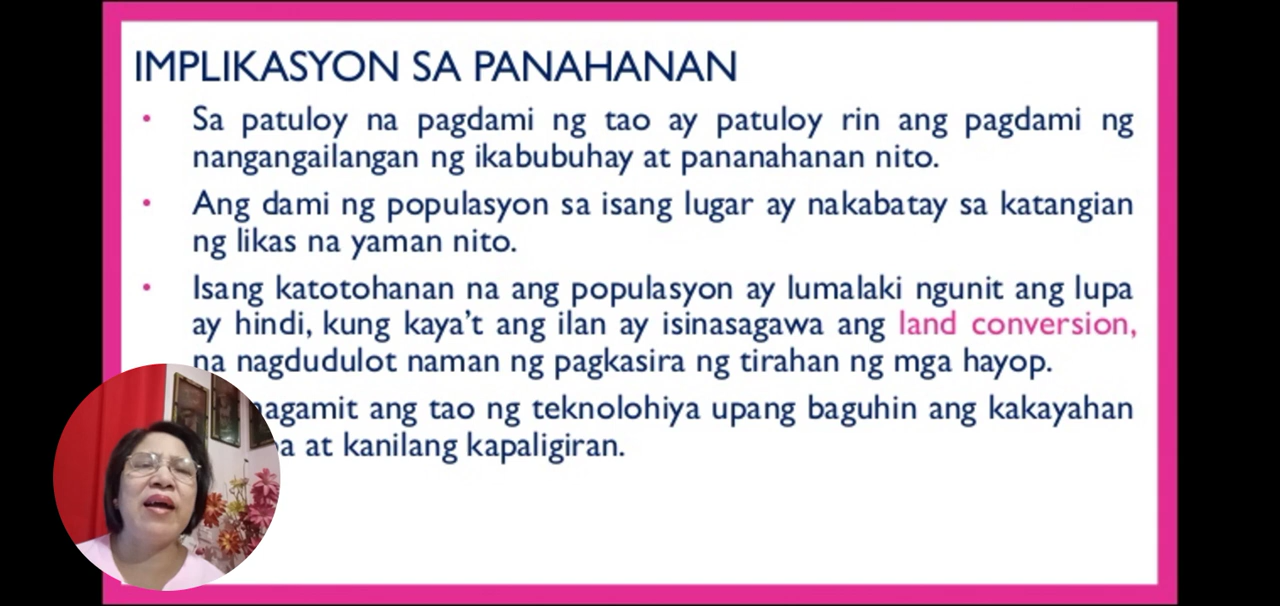 IMPLIKASYON SA PANAHANAN
• Sa patuloy na pagdami ng tao ay patuloy rin ang pagdami ng
nangangailangan ng ikabubuhay at pananahanan nito.
• Ang dami ng populasyon sa isang lugar ay nakabatay sa katangian
ng likas na yaman nito.
• Isang katotohanan na ang populasyon ay lumalaki ngunit ang lupa
ay hindi, kung kaya't ang ilan ay isinasagawa ang land conversion,
na nagdudulot naman ng pagkasira ng tirahan ng mga hayop.
ang tao ng teknolohiya upang baguhin ang kakayahan
at kanilang kapaligiran.